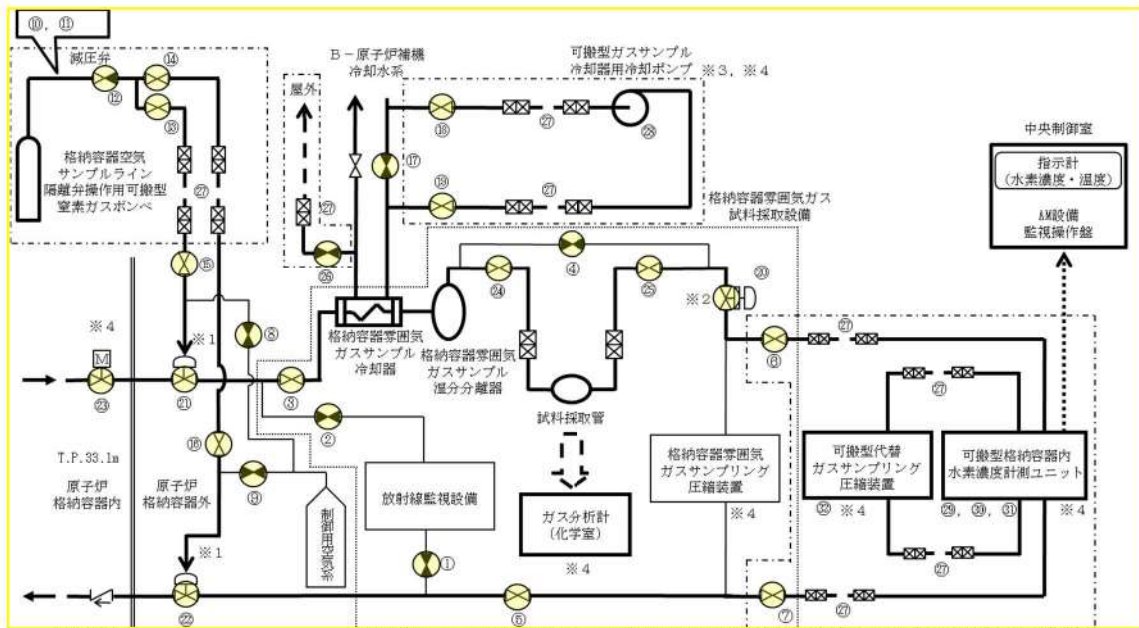 ⑩，⑪
減圧弁
⑭
⑫
⑬
格納容器空気
サンプルライン
隔離弁操作用可搬型
窒素ガスボンベ
㉗
B－原子炉補機
冷却水系
屋外
㉗
㉖
可搬型ガスサンプル
冷却器用冷却ポンプ
※３，※４
⑱
㉗
㉘
⑰
⑲
㉗
格納容器雰囲気ガス
試料採取設備
中央制御室
指示計
（水素濃度・湿度）
AM設備
監視操作盤
⑮
※１
⑧
※４
M
㉓
㉑
③
②
格納容器雰囲気
ガスサンプル
冷却器
格納容器雰囲気
ガスサンプル
湿分分離器
④
㉔
㉕
⑳
※２
⑥
㉗
㉗
試料採取管
ガス分析計
（化学室）
※４
格納容器雰囲気
ガスサンプリング
圧縮装置
※４
可搬型代替
ガスサンプリング
圧縮装置
㉜
※４
可搬型格納容器内
水素濃度計測ユニット
㉙，㉚，㉛
※４
㉗
⑯
T.P.33.1m
原子炉
格納容器内
原子炉
格納容器外
⑨
制御用空気系
放射線監視設備
①
※１
㉒
⑤
⑦
㉗